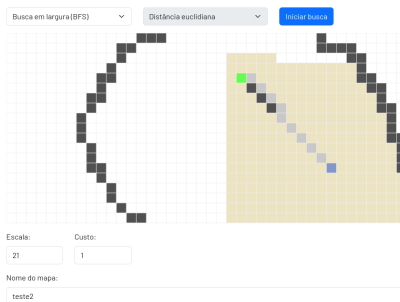 Busca em largura (BFS)
Distância euclidiana
Iniciar busca
Escala:
Custo:
21
1
Nome do mapa:
teste2